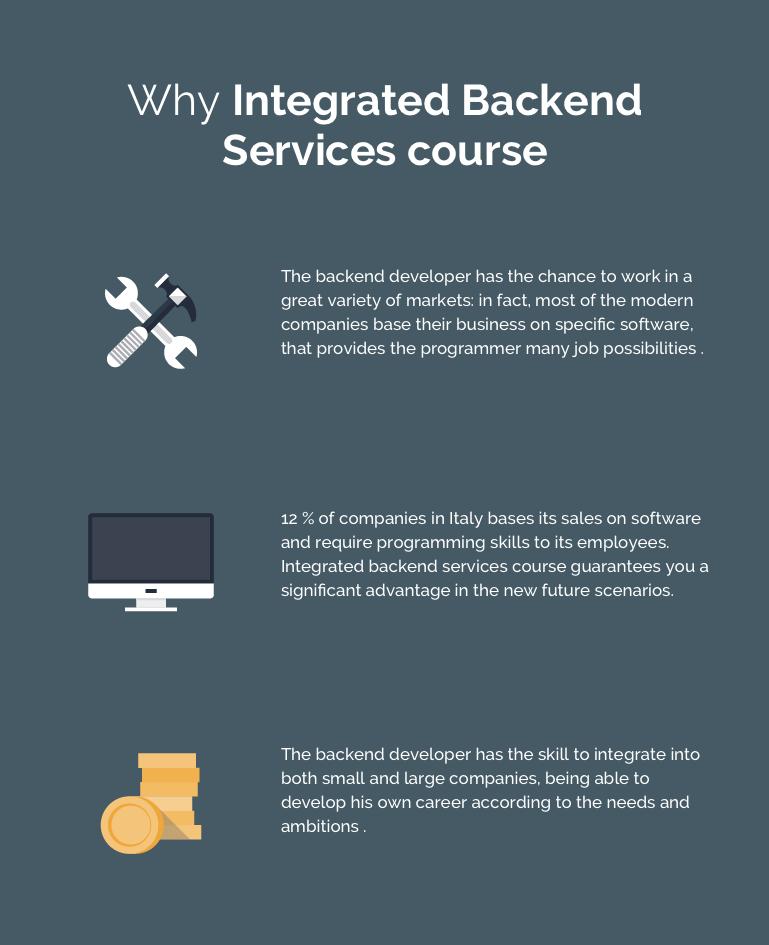 Why Integrated Backend
Services course
The backend developer has the chance to work in a
great variety of markets: in fact, most of the modern
companies base their business on specific software,
that provides the programmer many job possibilities .
12 % of companies in Italy bases its sales on software
and require programming skills to its employees.
Integrated backend services course guarantees you a
significant advantage in the new future scenarios.
The backend developer has the skill to integrate into
both small and large companies, being able to
develop his own career according to the needs and
ambitions .